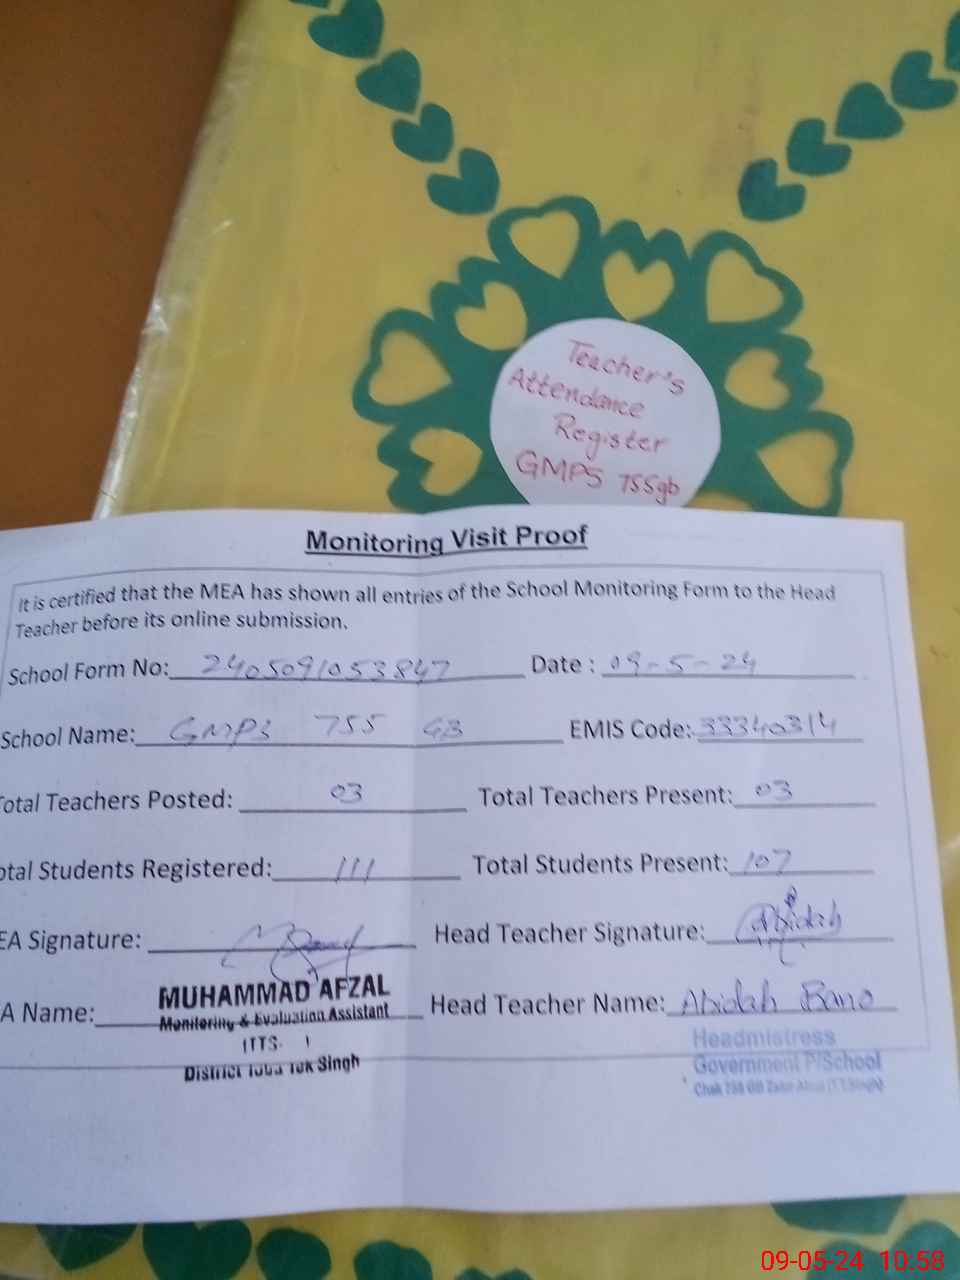 Teacher's
Attendance
Register
GMPS 755gb
Monitoring Visit Proof
It is certified that the MEA has shown all entries of the School Monitoring Form to the Head
Teacher before its online submission.
School Form No: 2405091053847 Date : 09-5-24
School Name: GMPS 755 GB EMIS Code: 33340314
Total Teachers Posted: 03 Total Teachers Present: 03
otal Students Registered: 111 Total Students Present: 107
EA Signature: Head Teacher Signature: Abidah
A Name: MUHAMMAD AFZAL Head Teacher Name: Abidah Bano
Monitoring & Evaluation Assistant
District Toba Tek Singh
Headmistress
Government P/School
09-05-24 10:58